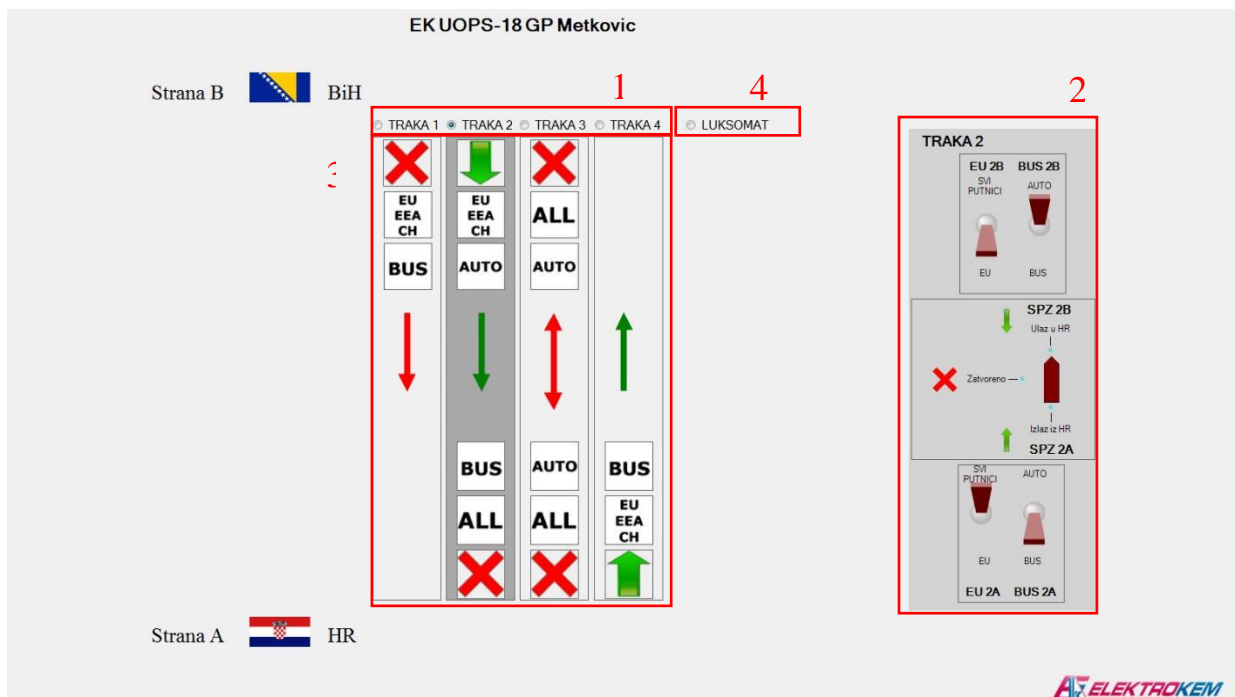 EK UOPS-18 GP Metkovic
Strana B
BiH
1
4
2
TRAKA 1
TRAKA 2
TRAKA 3
TRAKA 4
LUKSOMAT
EU
EEA
CH
BUS
EU
EEA
CH
AUTO
ALL
AUTO
BUS
ALL
AUTO
ALL
BUS
EU
EEA
CH
TRAKA 2
EU 2B BUS 2B
SVI
PUTNICI
AUTO
EU
BUS
SPZ 2B
Ulaz u HR
Zatvoreno
Izlaz iz HR
SPZ 2A
SVI
PUTNICI
AUTO
EU
BUS
EU 2A BUS 2A
Strana A
HR
ELEKTROKEM